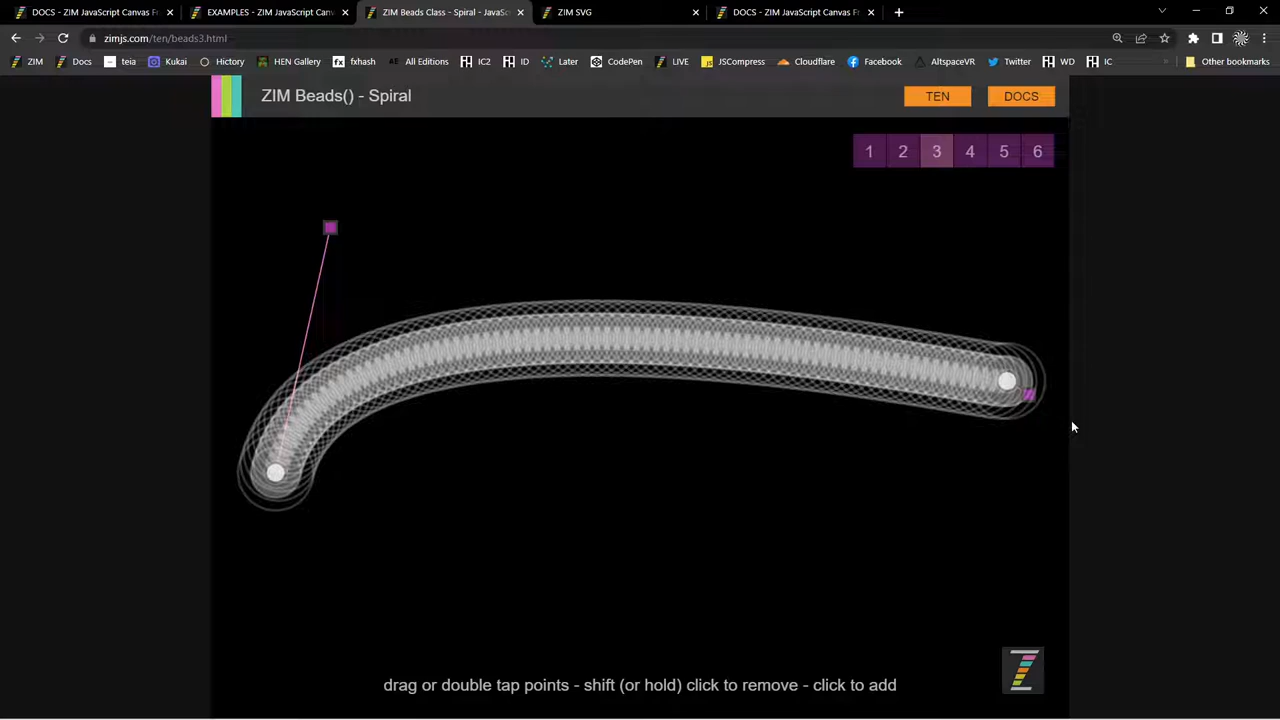 DOCS - ZIM JavaScript Canvas Fr
EXAMPLES - ZIM JavaScript Canv
ZIM Beads Class - Spiral - JavaSc
ZIM SVG
DOCS - ZIM JavaScript Canvas Fr
zimjs.com/ten/beads3.html
ZIM
Docs
teia
Kukai
Hictory
HEN Gallery
fx fxhash
AE All Editions
IC2
ID
Later
CodePen
LIVE
JS JSCompress
Cloudflare
Facebook
AltspaceVR
Twitter
WD
IC
»
Other bookmarks
ZIM Beads() - Spiral
TEN
DOCS
1 2 3 4 5 6
drag or double tap points - shift (or hold) click to remove - click to add